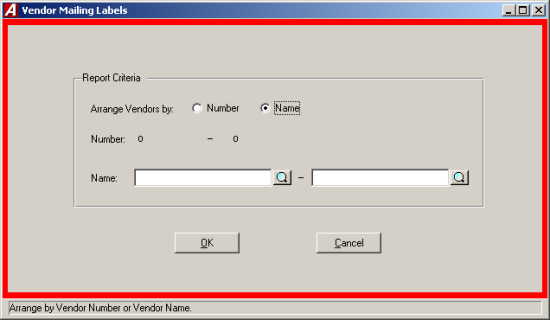 Vendor Mailing Labels
Report Criteria
Arrange Vendors by: Number Name
Number: 0 – 0
Name: –
OK Cancel
Arrange by Vendor Number or Vendor Name.